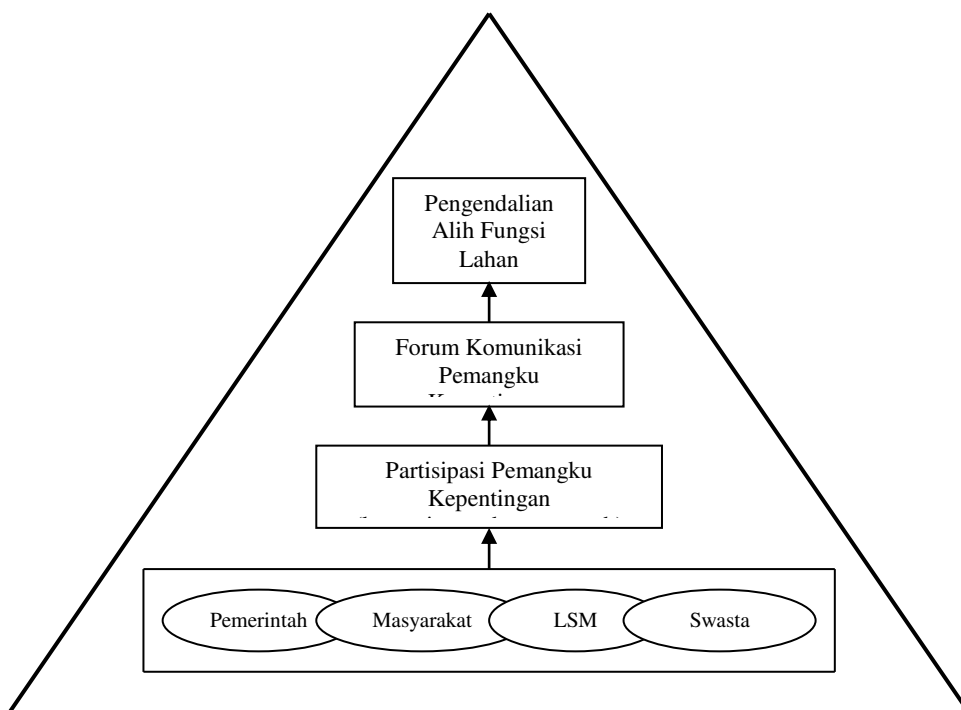 Pengendalian
Alih Fungsi
Lahan
Forum Komunikasi
Pemangku
Partisipasi Pemangku
Kepentingan
Pemerintah Masyarakat LSM Swasta